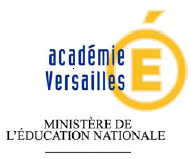 académie
Versailles
É
MINISTÈRE DE
L'ÉDUCATION NATIONALE